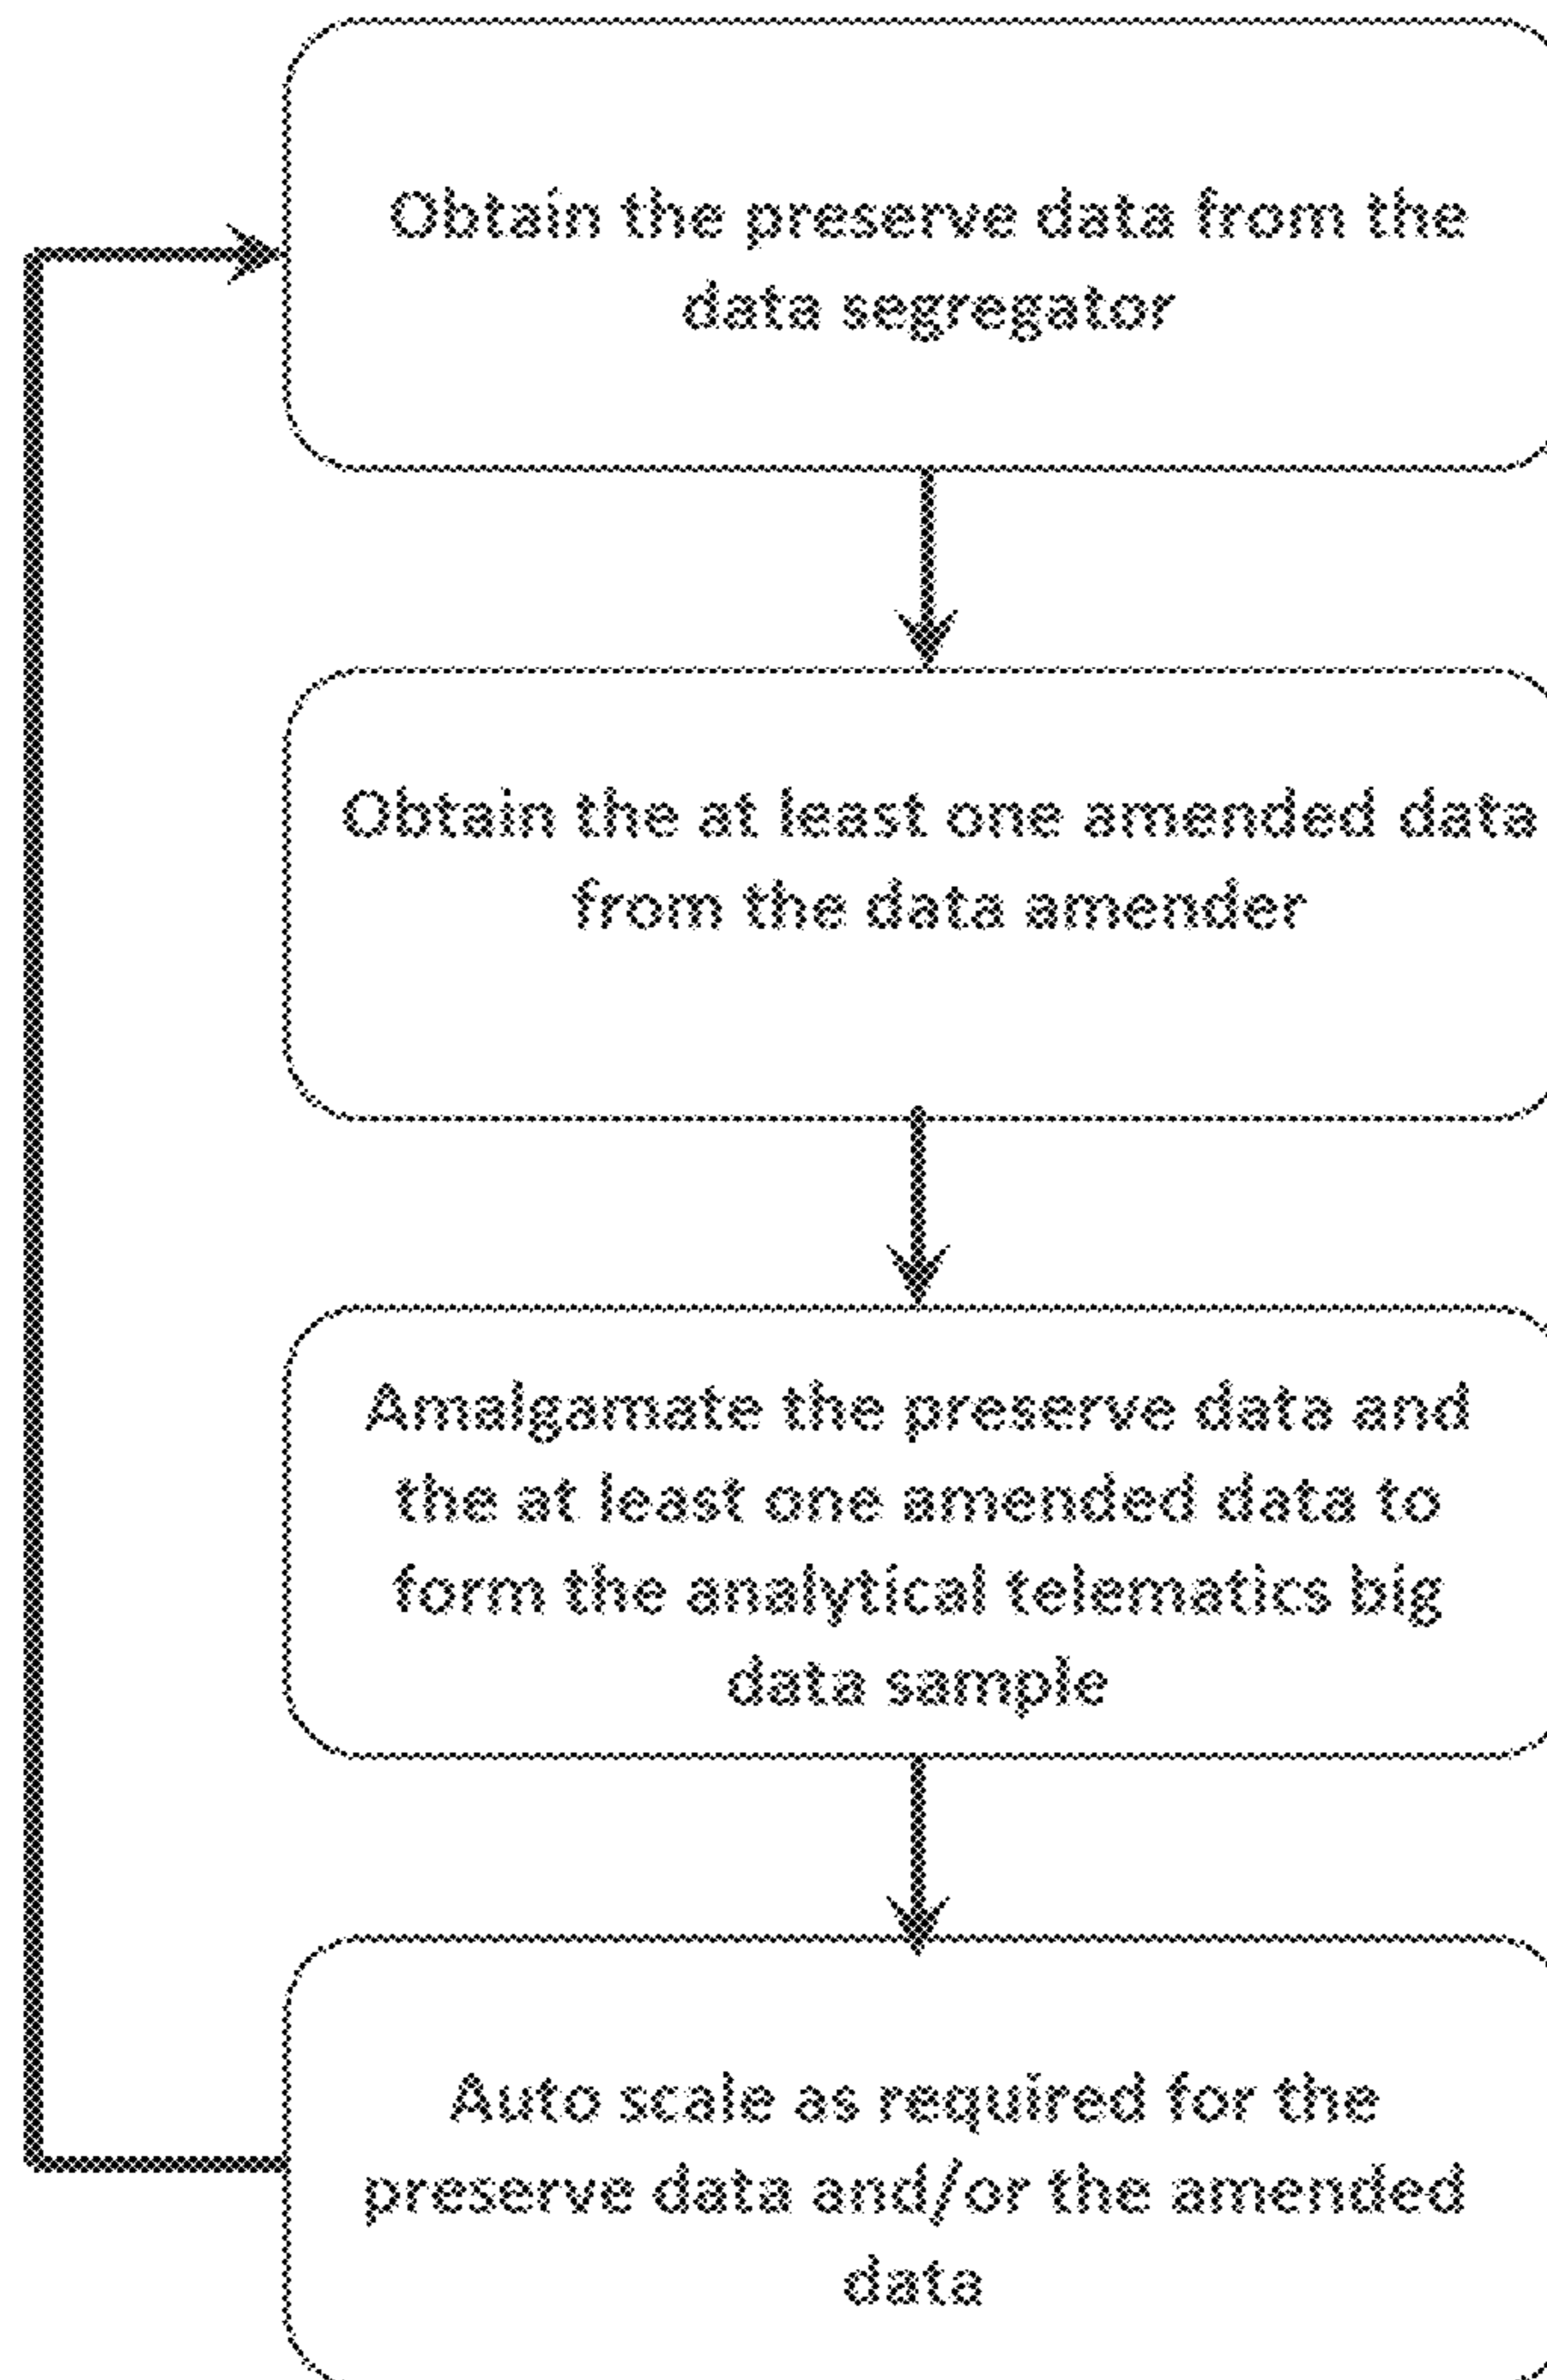 Obtain the preserve data from the
data segregator
Obtain the at least one amended data
from the data amender
Amalgamate the preserve data and
the at least one amended data to
form the analytical telematics big
data sample
Auto scale as required for the
preserve data and/or the amended
data